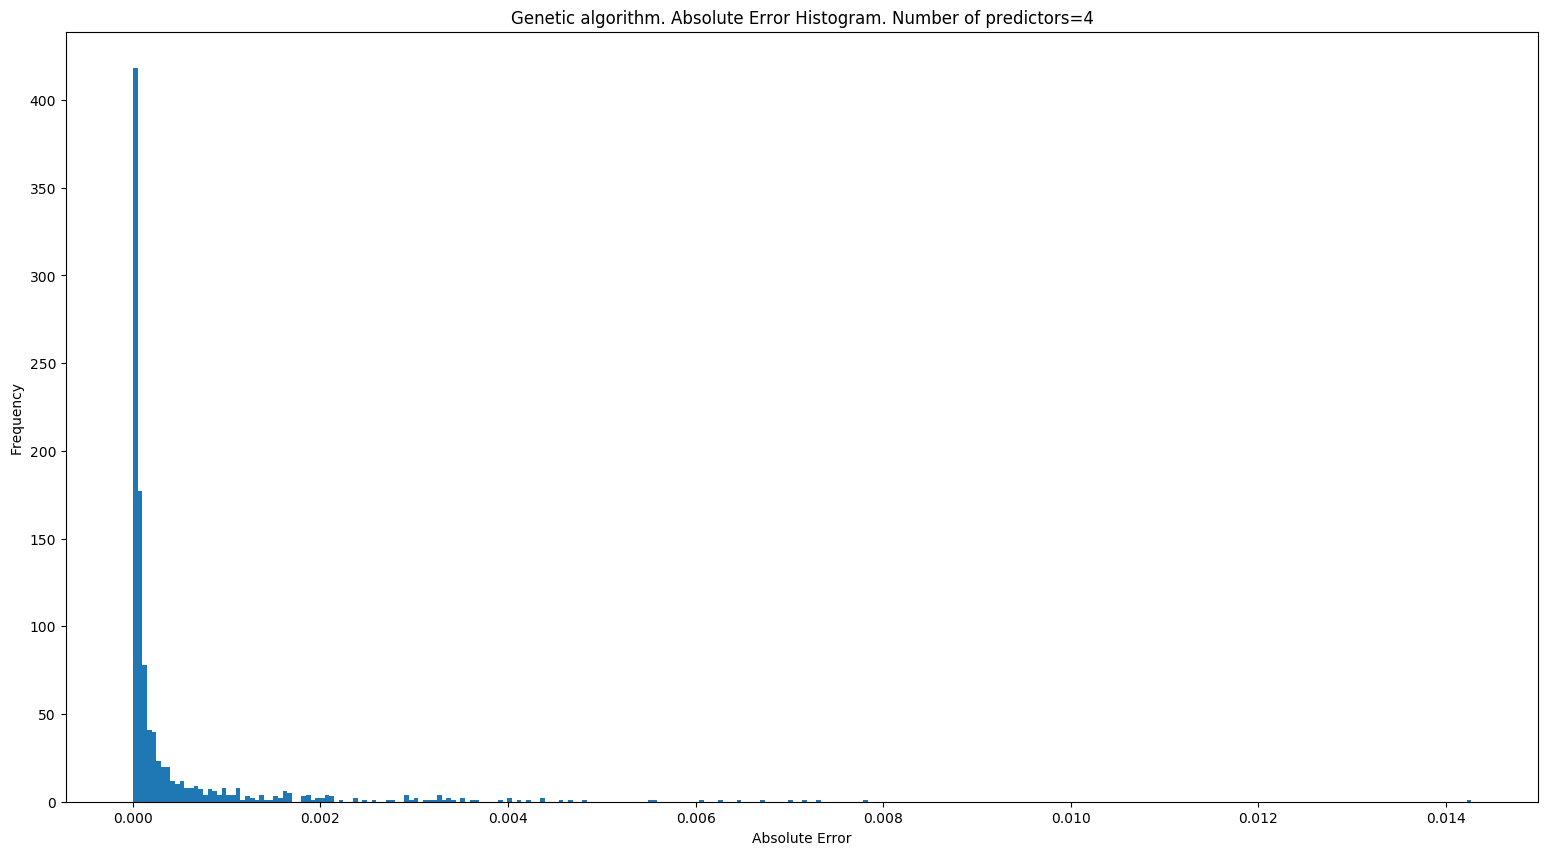 Genetic algorithm. Absolute Error Histogram. Number of predictors=4
400
350
300
250
200
150
100
50
0
Frequency
0.000 0.002 0.004 0.006 0.008 0.010 0.012 0.014
Absolute Error